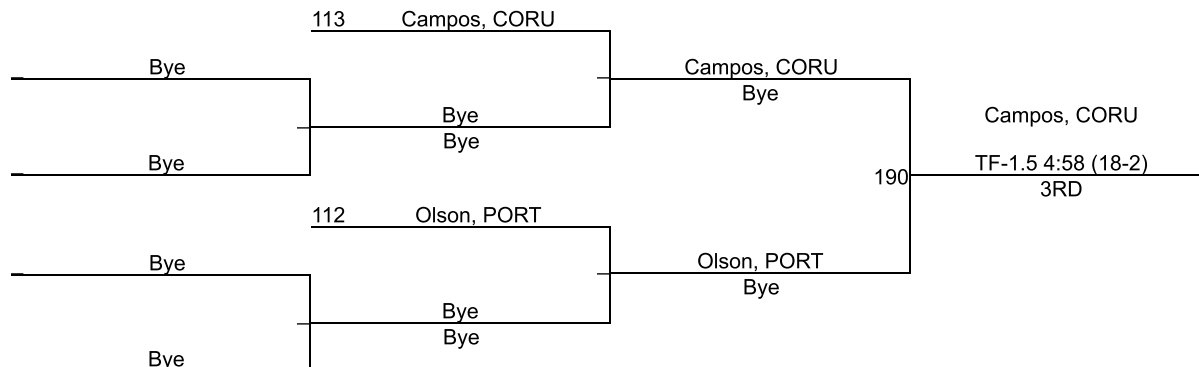 113 Campos, CORU
Bye
Campos, CORU
Bye
Bye
Bye
Campos, CORU
Bye
TF-1.5 4:58 (18-2)
190
3RD
112 Olson, PORT
Bye
Olson, PORT
Bye
Bye
Bye
Bye